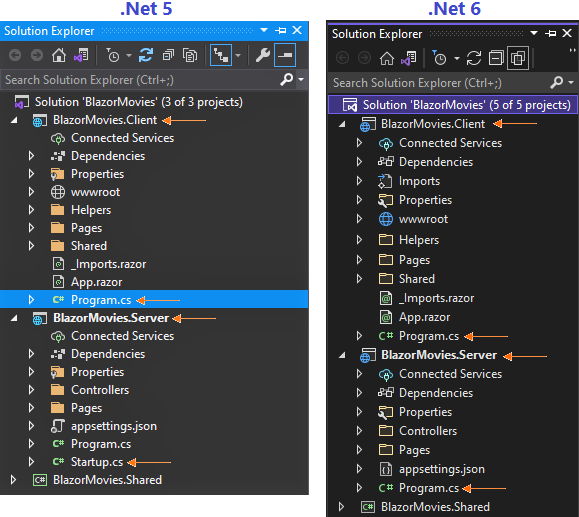 .Net 5
Solution Explorer
Search Solution Explorer (Ctrl+;)
Solution 'BlazorMovies' (3 of 3 projects)
BlazorMovies.Client
Connected Services
Dependencies
Properties
wwwroot
Helpers
Pages
Shared
_Imports.razor
App.razor
C# Program.cs
BlazorMovies.Server
Connected Services
Dependencies
Properties
Controllers
Pages
appsettings.json
C# Program.cs
C# Startup.cs
C# BlazorMovies.Shared
.Net 6
Solution Explorer
Search Solution Explorer (Ctrl+;)
Solution 'BlazorMovies' (5 of 5 projects)
BlazorMovies.Client
Connected Services
Dependencies
Imports
Properties
wwwroot
Helpers
Pages
Shared
_Imports.razor
App.razor
C# Program.cs
BlazorMovies.Server
Connected Services
Dependencies
Properties
Controllers
Pages
appsettings.json
C# Program.cs
C# BlazorMovies.Shared